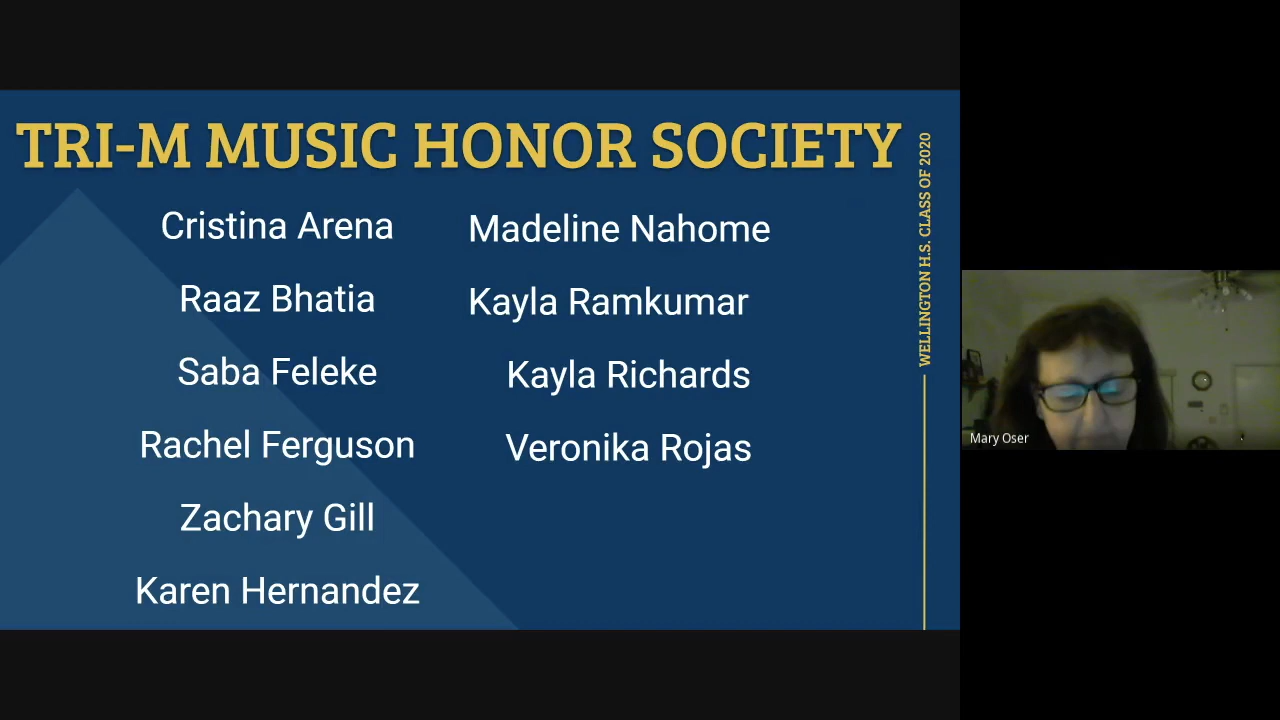 TRI-M MUSIC HONOR SOCIETY
Cristina Arena
Raaz Bhatia
Saba Feleke
Rachel Ferguson
Zachary Gill
Karen Hernandez
Madeline Nahome
Kayla Ramkumar
Kayla Richards
Veronika Rojas
WELLINGTON H.S. CLASS OF 2020
Mary Oser